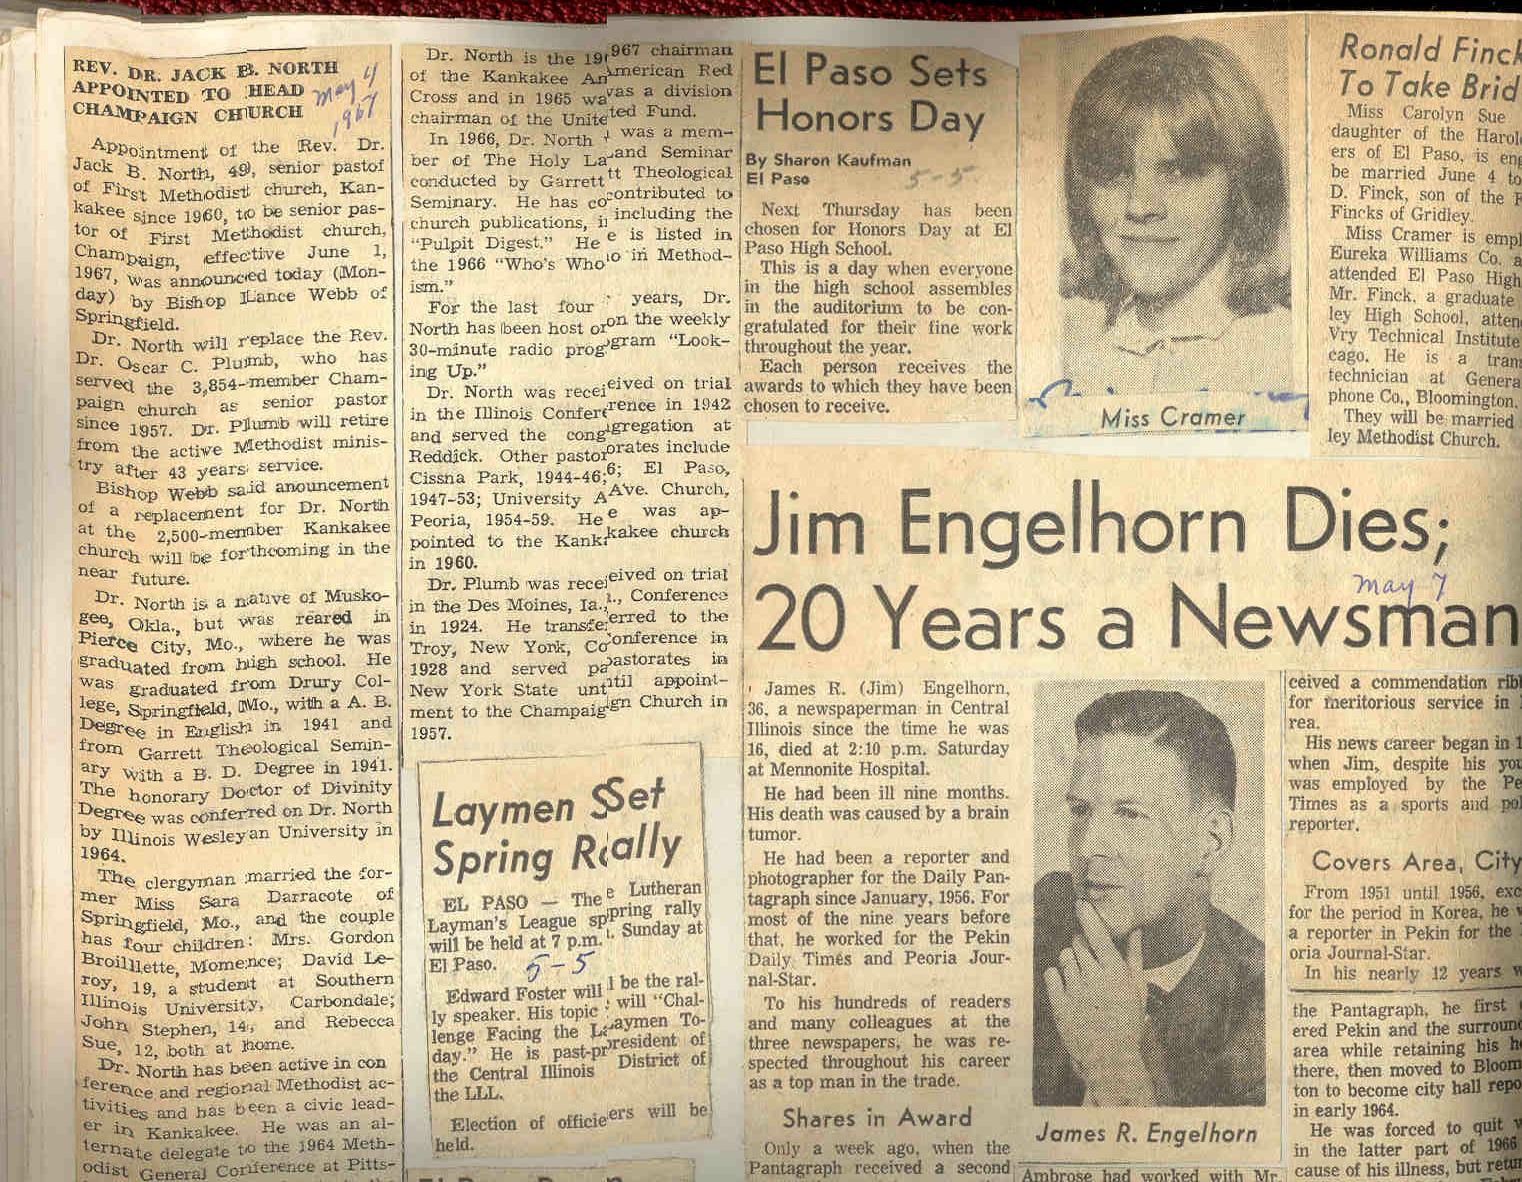 REV. DR. JACK B. NORTH
APPOINTED TO HEAD
CHAMPAIGN CHURCH
May 4
1967
Appointment of the Rev. Dr.
Jack B. North, 49, senior pastof
of First Methodist church, Kan-
kakee since 1960, to be senior pas-
tor of First Methodist church,
Champaign, effective June 1,
1967, was announced today (Mon-
day) by Bishop Lance Webb of
Springfield.
Dr. North will replace the Rev.
Dr. Oscar C. Plumb, who has
served the 3,854-member Cham-
paign church as senior pastor
since 1957. Dr. Plumb will retire
from the active Methodist minis-
try after 43 years service.
Bishop Webb said anouncement
of a replacement for Dr. North
at the 2,500-member Kankakee
church will be forthcoming in the
near future.
Dr. North is a native of Musko-
gee, Okla., but was reared in
Pierce City, Mo., where he was
graduated from high school. He
was graduated from Drury Col-
lege, Springfield, Mo., with a A. B.
Degree in English in 1941 and
from Garrett Theological Semin-
ary with a B. D. Degree in 1941.
The honorary Doctor of Divinity
Degree was conferred on Dr. North
by Illinois Wesleyan University in
1964.
The clergyman married the for-
mer Miss Sara Darracote of
Springfield, Mo., and the couple
has four children: Mrs. Gordon
Broilllette, Momence; David Le-
roy, 19, a student at Southern
Illinois University, Carbondale;
John Stephen, 14, and Rebecca
Sue, 12, both at home.
Dr. North has been active in con
ference and regional Methodist ac-
tivities and has been a civic lead-
er in Kankakee. He was an al-
ternate delegate to the 1964 Meth-
odist General Conference at Pitts-
Dr. North is the 1967 chairman
of the Kankakee American Red
Cross and in 1965 was a division
chairman of the United Fund.
In 1966, Dr. North was a mem-
ber of The Holy Land Seminar
conducted by Garrett Theological
Seminary. He has contributed to
church publications, including the
"Pulpit Digest." He is listed in
the 1966 "Who's Who in Method-
ism."
For the last four years, Dr.
North has been host on the weekly
30-minute radio program "Look-
ing Up."
Dr. North was received on trial
in the Illinois Conference in 1942
and served the congregation at
Reddick. Other pastorates include
Cissna Park, 1944-46; El Paso,
1947-53; University Ave. Church,
Peoria, 1954-59. He was ap-
pointed to the Kankakee church
in 1960.
Dr. Plumb was received on trial
in the Des Moines, Ia., Conference
in 1924. He transferred to the
Troy, New York, Conference in
1928 and served pastorates in
New York State until appoint-
ment to the Champaign Church in
1957.
Laymen Set
Spring Rally
EL PASO — The Lutheran
Layman's League spring rally
will be held at 7 p.m. Sunday at
El Paso.
5-5
Edward Foster will be the ral-
ly speaker. His topic will "Chal-
lenge Facing the Laymen To-
day." He is past-president of
the Central Illinois District of
the LLL.
Election of officers will be
held.
El Paso Sets
Honors Day
By Sharon Kaufman
El Paso
5-5
Next Thursday has been
chosen for Honors Day at El
Paso High School.
This is a day when everyone
in the high school assembles
in the auditorium to be con-
gratulated for their fine work
throughout the year.
Each person receives the
awards to which they have been
chosen to receive.
Miss Cramer
Ronald Finck
To Take Brid
Miss Carolyn Sue
daughter of the Harol
ers of El Paso, is eng
be married June 4 to
D. Finck, son of the
Fincks of Gridley.
Miss Cramer is empl
Eureka Williams Co. a
attended El Paso High
Mr. Finck, a graduate
ley High School, atten
Vry Technical Institute
cago. He is a tran
technician at Genera
phone Co., Bloomington.
They will be married
ley Methodist Church.
Jim Engelhorn Dies;
20 Years a Newsman
May 7
James R. (Jim) Engelhorn,
36, a newspaperman in Central
Illinois since the time he was
16, died at 2:10 p.m. Saturday
at Mennonite Hospital.
He had been ill nine months.
His death was caused by a brain
tumor.
He had been a reporter and
photographer for the Daily Pan-
tagraph since January, 1956. For
most of the nine years before
that, he worked for the Pekin
Daily Times and Peoria Jour-
nal-Star.
To his hundreds of readers
and many colleagues at the
three newspapers, he was re-
spected throughout his career
as a top man in the trade.
Shares in Award
Only a week ago, when the
Pantagraph received a second
James R. Engelhorn
Ambrose had worked with Mr.
ceived a commendation rib
for meritorious service in
rea.
His news career began in 1
when Jim, despite his you
was employed by the Pe
Times as a sports and pol
reporter.
Covers Area, City
From 1951 until 1956, exc
for the period in Korea, he w
a reporter in Pekin for the
oria Journal-Star.
In his nearly 12 years w
the Pantagraph, he first
ered Pekin and the surround
area while retaining his h
there, then moved to Bloom
ton to become city hall repo
in early 1964.
He was forced to quit w
in the latter part of 1966
cause of his illness, but retur